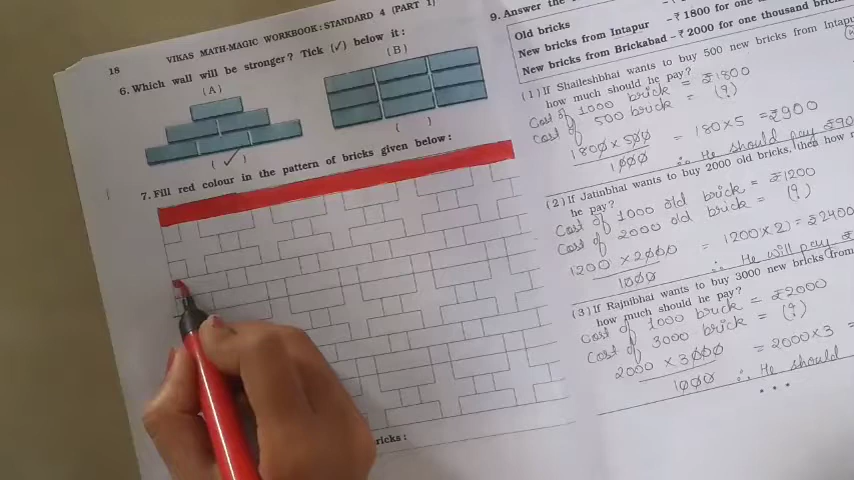 18
VIKAS MATH-MAGIC WORKBOOK: STANDARD 4 (PART 1)
6. Which wall will be stronger? Tick (✓) below it:
(A)
(B)
( ✓ )
( )
7. Fill red colour in the pattern of bricks given below:
ricks:
9. Answer the
Old bricks
New bricks from Intapur - ₹ 1800 for one
New bricks from Brickabad - ₹ 2000 for one thousand
(1) If Shaileshbhai wants to buy 500 new bricks from Intapu
how much should he pay?
Cost of 1000 brick = ₹1800
Cost of 500 brick = (?)
1800 × 500
1000
= 180 × 5 = ₹900
∴ He should pay ₹90
(2) If Jatinbhai wants to buy 2000 old bricks, then how
he pay?
Cost of 1000 old brick = ₹1200
Cost of 2000 old brick = (?)
1200 × 2000
1000
= 1200 × 2 = ₹2400
∴ He will pay ₹
(3) If Rajnibhai wants to buy 3000 new bricks from
how much should he pay?
Cost of 1000 brick = ₹2000
Cost of 3000 brick = (?)
2000 × 3000
1000
= 2000 × 3 =
∴ He should
• • •